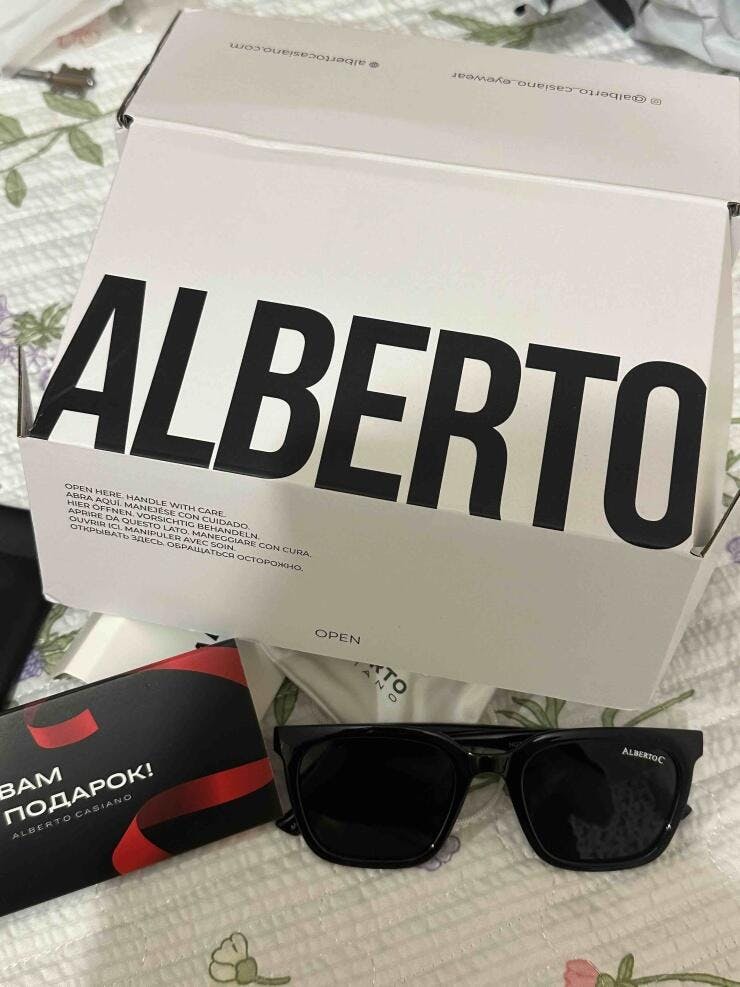 @alberto_casiano_eyewear
albertocasiano.com
ALBERTO
OPEN HERE. HANDLE WITH CARE.
ABRA AQUÍ. MANEJÉSE CON CUIDADO.
HIER ÖFFNEN. VORSICHTIG BEHANDELN.
APRIRE DA QUESTO LATO. MANEGGIARE CON CURA.
OUVRIR ICI. MANIPULER AVEC SOIN.
ОТКРЫВАТЬ ЗДЕСЬ. ОБРАЩАТЬСЯ ОСТОРОЖНО.
OPEN
ВАМ
ПОДАРОК!
ALBERTO CASIANO
ALBERTO C